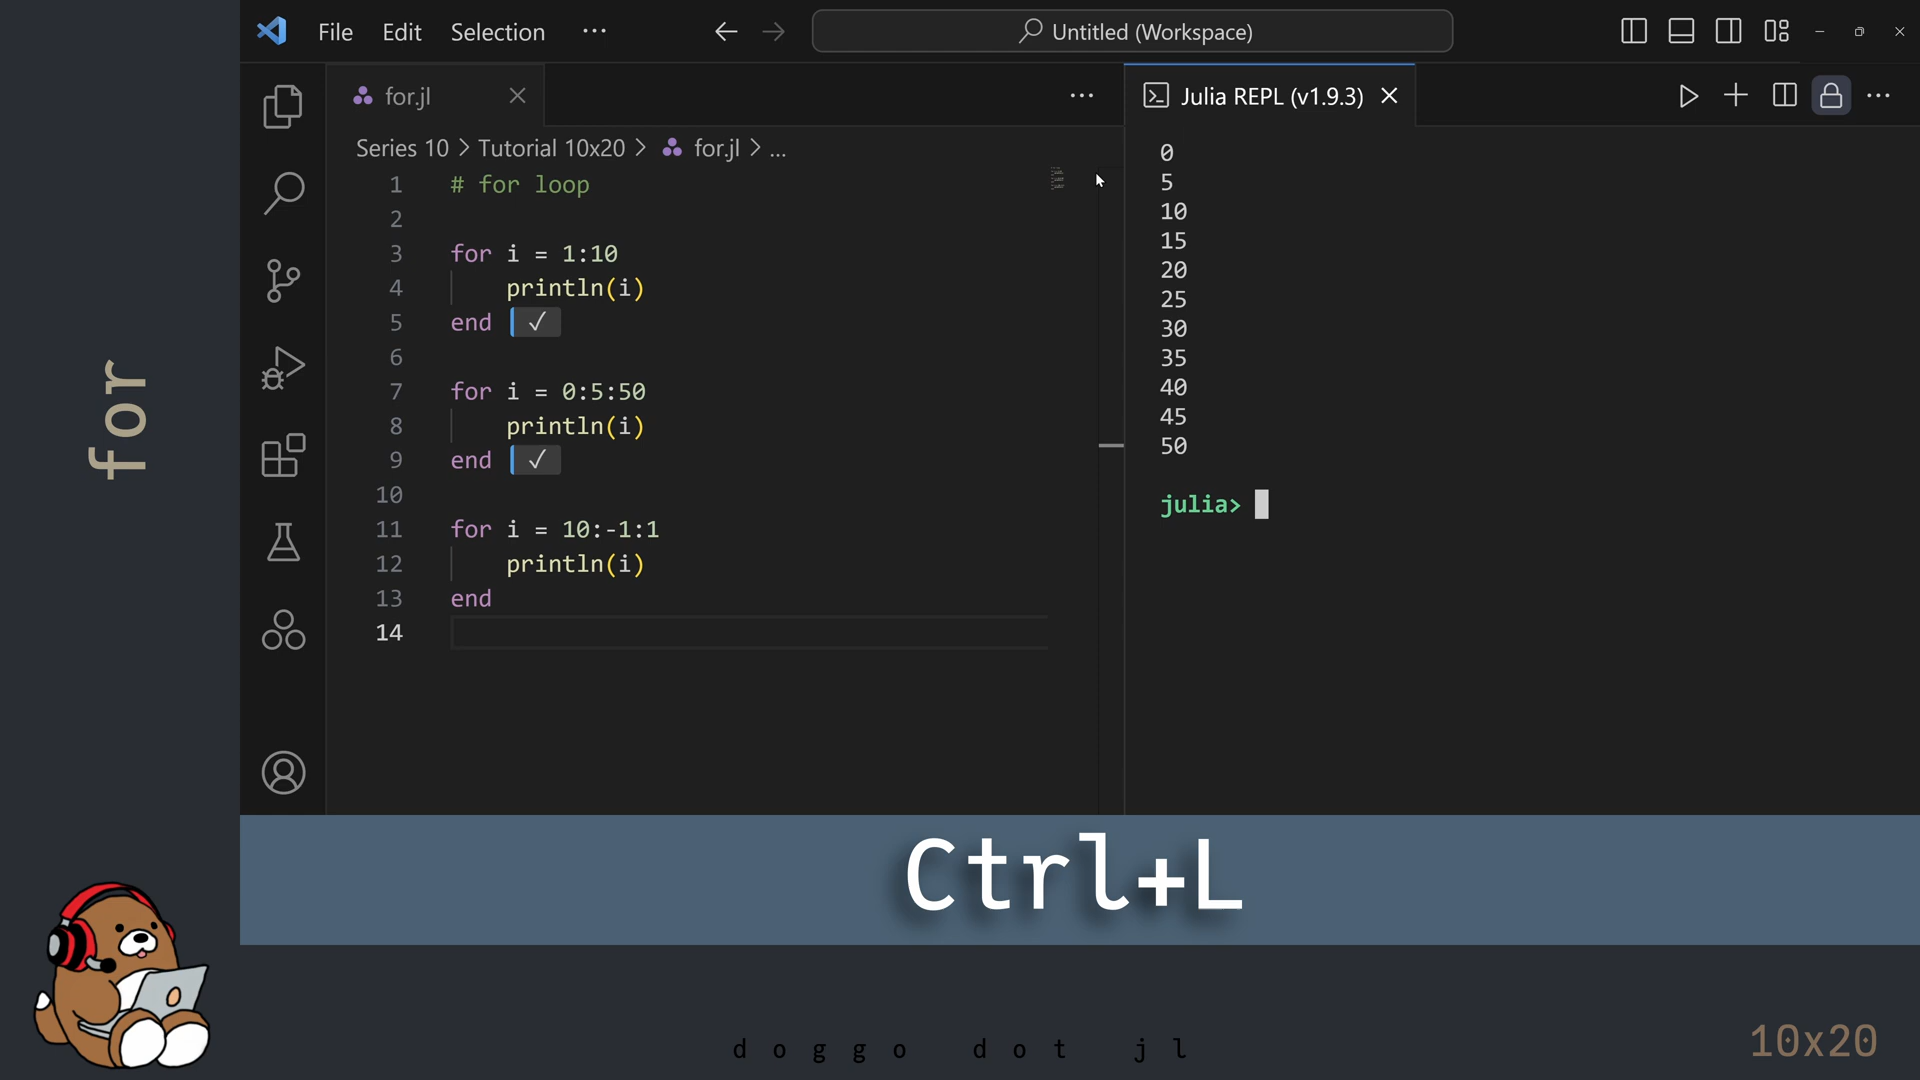 for
File Edit Selection ...
Untitled (Workspace)
for.jl
Julia REPL (v1.9.3)
Series 10 > Tutorial 10x20 > for.jl > ...
1 # for loop
2
3 for i = 1:10
4 println(i)
5 end ✓
6
7 for i = 0:5:50
8 println(i)
9 end ✓
10
11 for i = 10:-1:1
12 println(i)
13 end
14
0
5
10
15
20
25
30
35
40
45
50
julia>
Ctrl+L
doggo dot jl
10x20